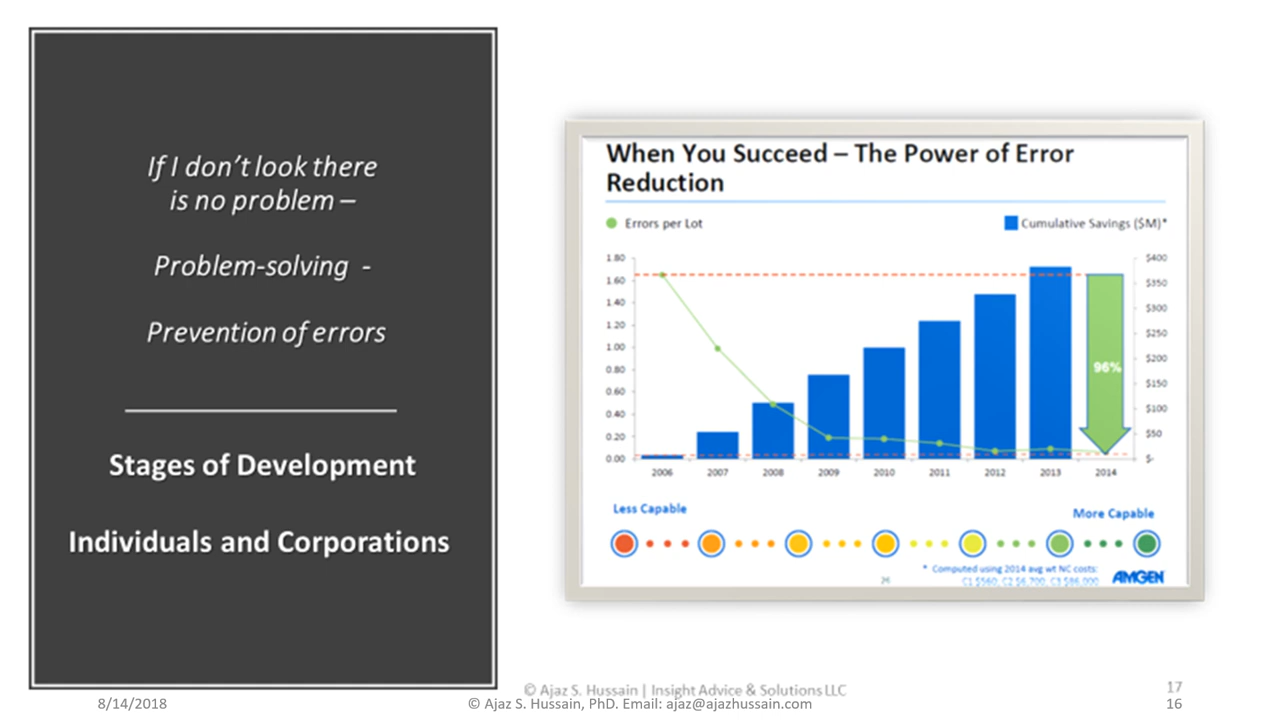 If I don’t look there
is no problem –
Problem-solving -
Prevention of errors
Stages of Development
Individuals and Corporations
When You Succeed – The Power of Error
Reduction
Errors per Lot
Cumulative Savings ($M)*
1.80
1.60
1.40
1.20
1.00
0.80
0.60
0.40
0.20
0.00
$400
$350
$300
$250
$200
$150
$100
$50
$-
96%
2006 2007 2008 2009 2010 2011 2012 2013 2014
Less Capable
More Capable
* Computed using 2014 avg wt NC costs:
C1 $560; C2 $6,700; C3 $86,000
AMGEN
© Ajaz S. Hussain | Insight Advice & Solutions LLC
17
8/14/2018
© Ajaz S. Hussain, PhD. Email: ajaz@ajazhussain.com
16